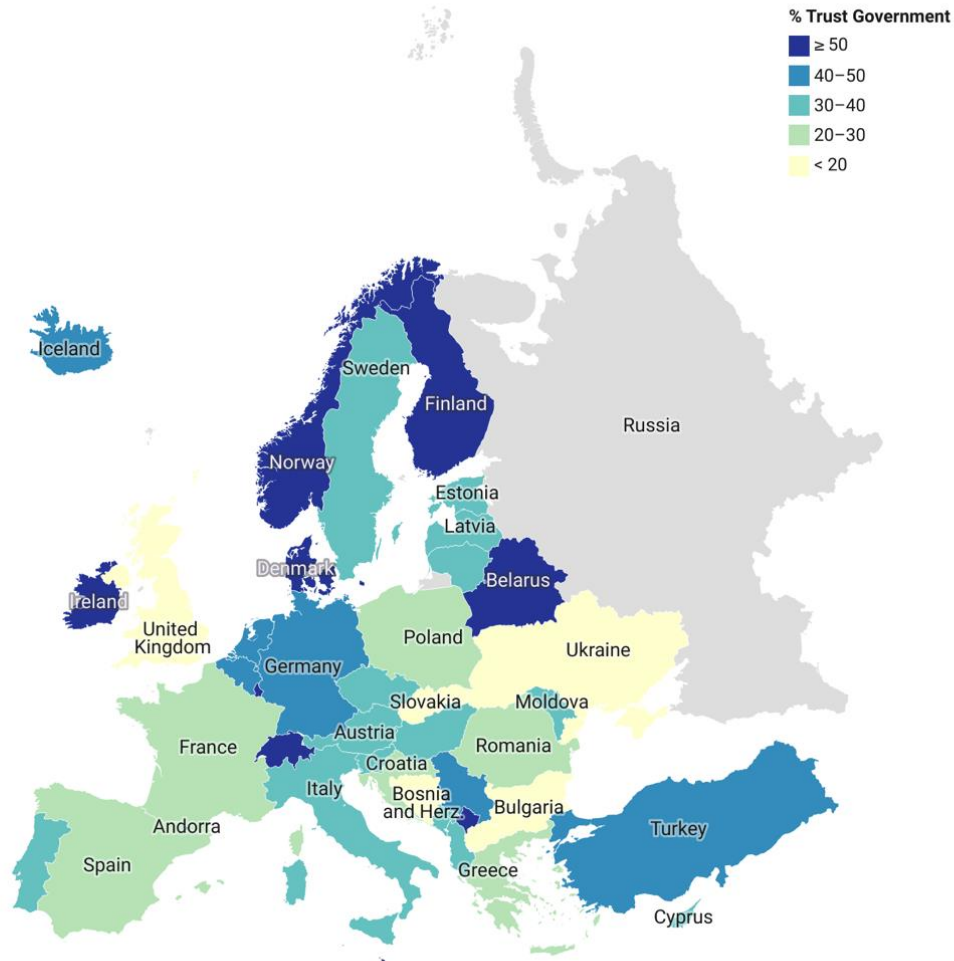 % Trust Government
≥ 50
40–50
30–40
20–30
< 20
Iceland
Sweden
Finland
Russia
Norway
Estonia
Latvia
Denmark
Belarus
Ireland
United
Kingdom
Poland
Ukraine
Germany
Slovakia
Moldova
Austria
France
Romania
Croatia
Italy
Bosnia
and Herz.
Bulgaria
Andorra
Turkey
Spain
Greece
Cyprus